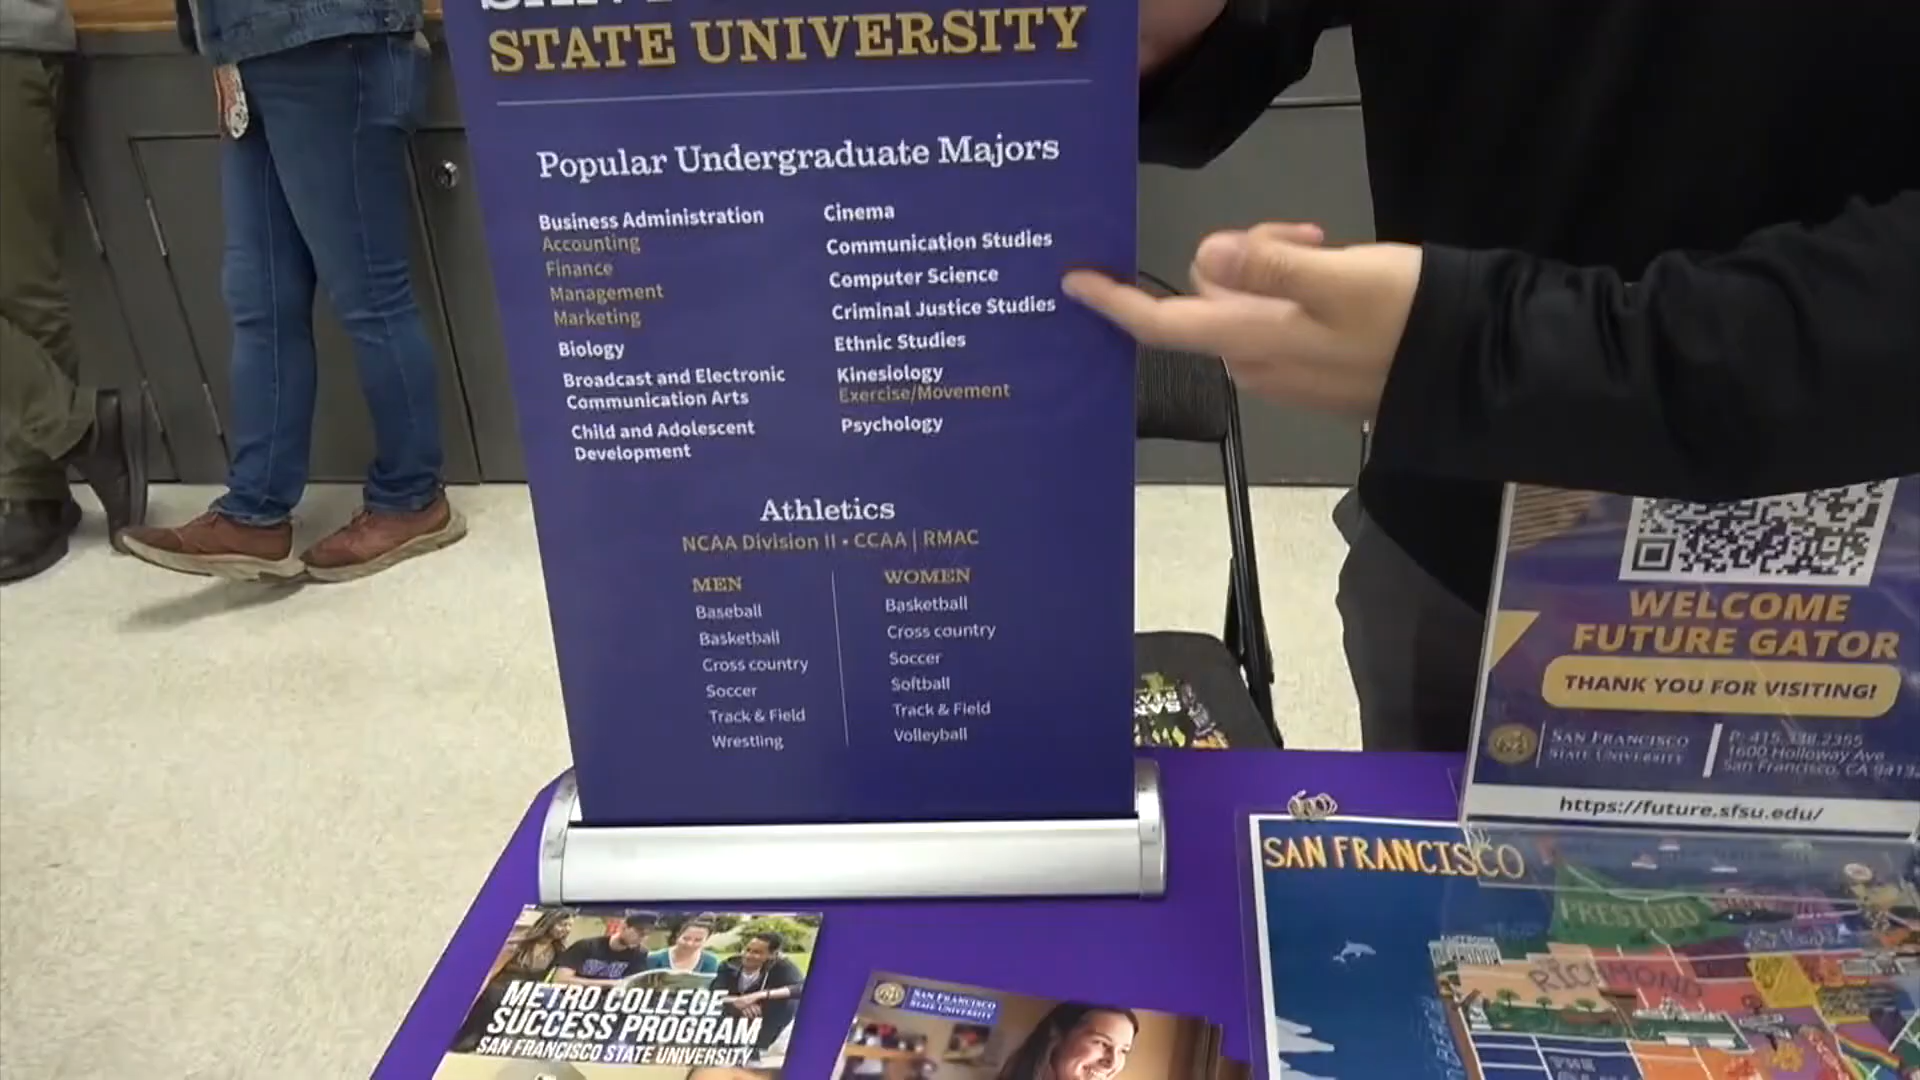 STATE UNIVERSITY
Popular Undergraduate Majors
Business Administration
Accounting
Finance
Management
Marketing
Biology
Broadcast and Electronic
Communication Arts
Child and Adolescent
Development
Cinema
Communication Studies
Computer Science
Criminal Justice Studies
Ethnic Studies
Kinesiology
Exercise/Movement
Psychology
Athletics
NCAA Division II • CCAA | RMAC
MEN
Baseball
Basketball
Cross country
Soccer
Track & Field
Wrestling
WOMEN
Basketball
Cross country
Soccer
Softball
Track & Field
Volleyball
WELCOME
FUTURE GATOR
THANK YOU FOR VISITING!
SAN FRANCISCO
STATE UNIVERSITY
P: 415.338.2355
1600 Holloway Ave
San Francisco, CA
https://future.sfsu.edu/
METRO COLLEGE
SUCCESS PROGRAM
SAN FRANCISCO STATE UNIVERSITY
SAN FRANCISCO
STATE UNIVERSITY
SAN FRANCISCO
PRESIDIO
RICHMOND